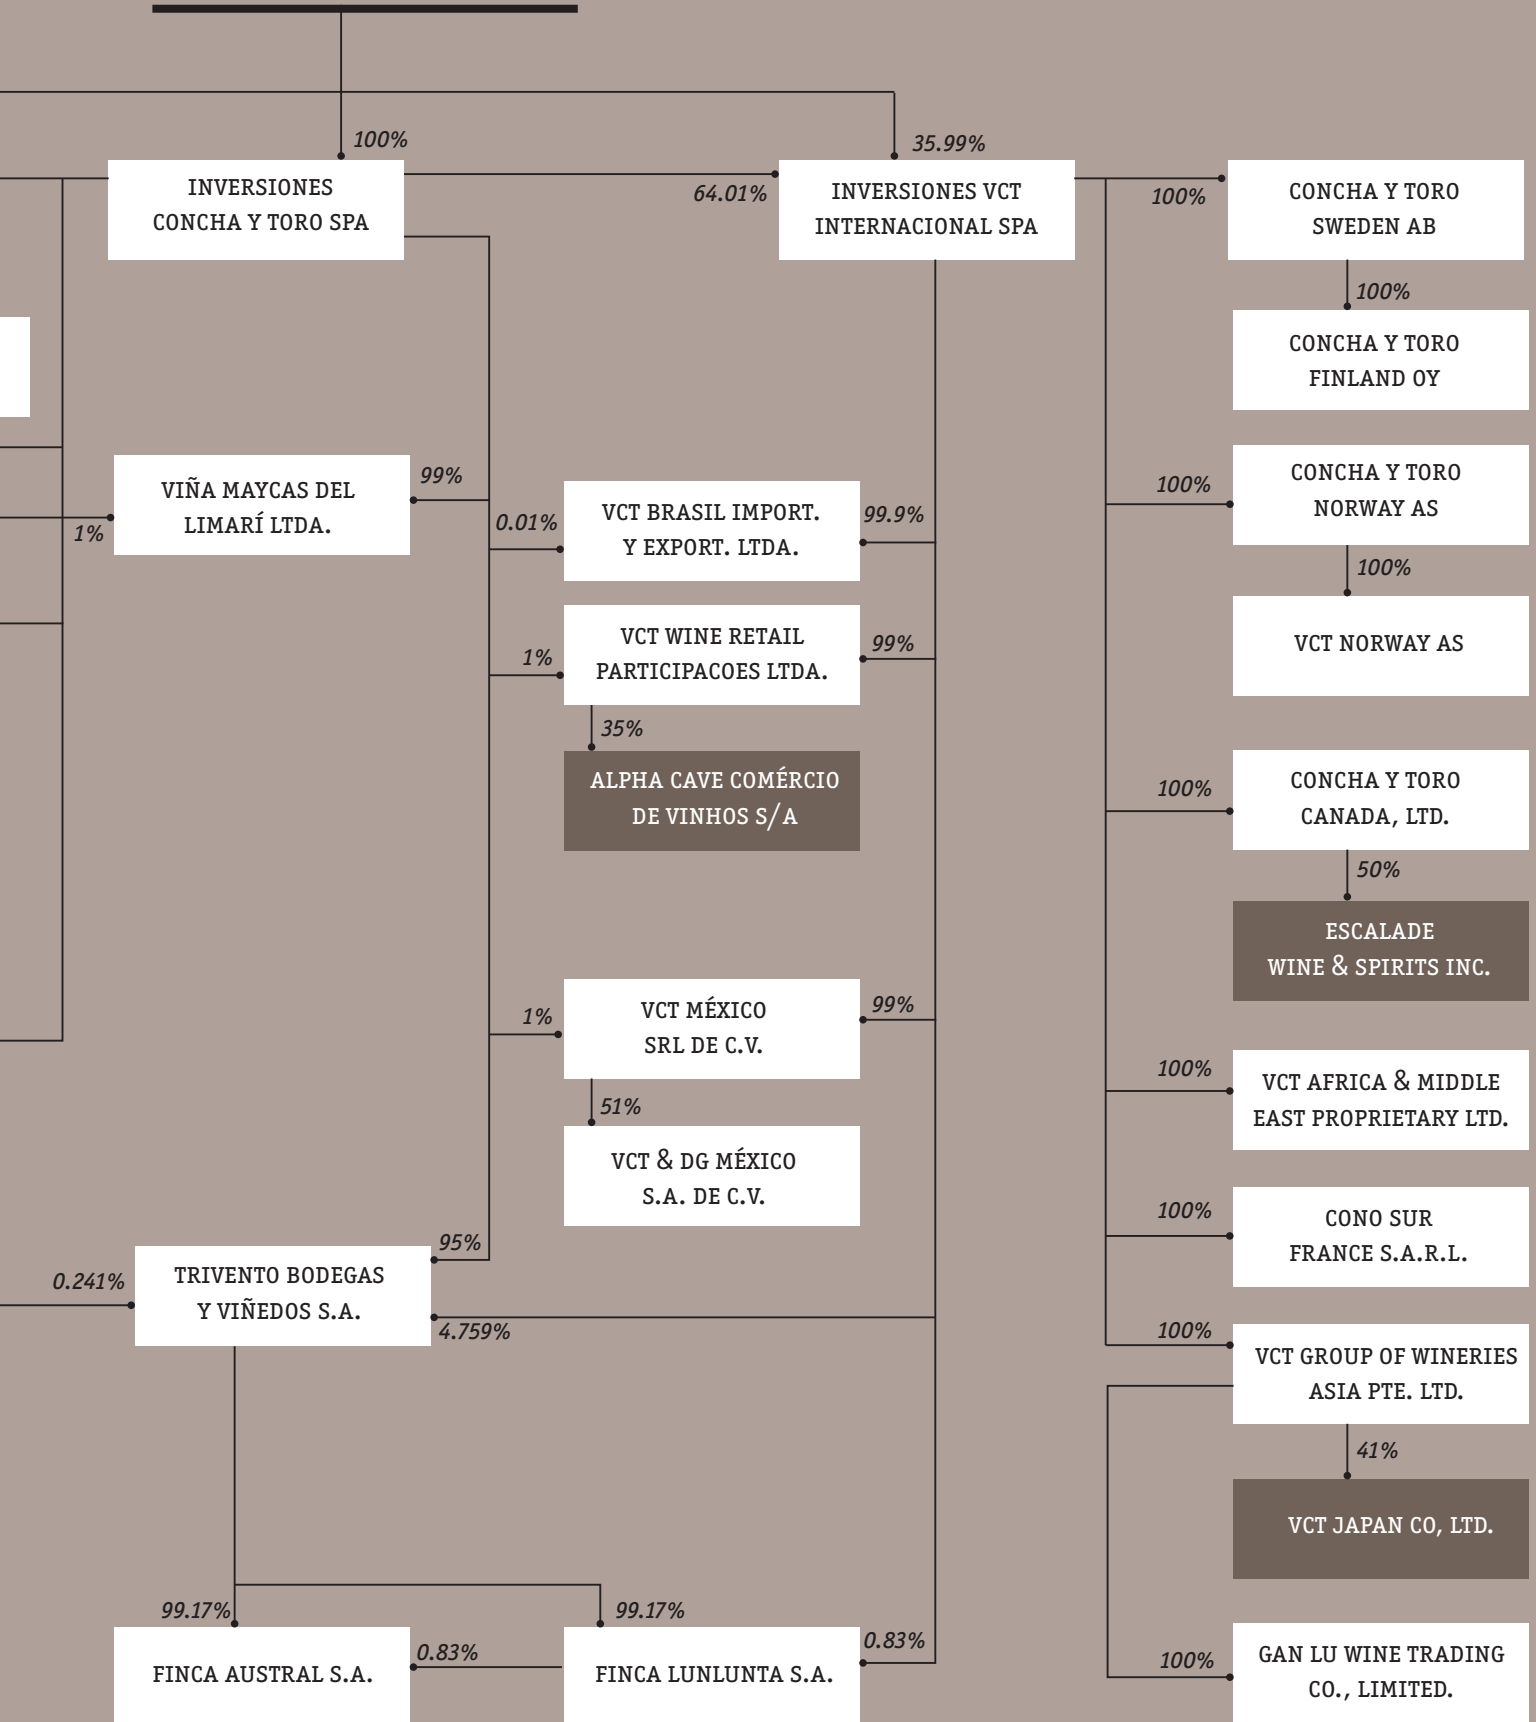 100%
35.99%
INVERSIONES
CONCHA Y TORO SPA
64.01%
INVERSIONES VCT
INTERNACIONAL SPA
100%
CONCHA Y TORO
SWEDEN AB
100%
CONCHA Y TORO
FINLAND OY
VIÑA MAYCAS DEL
LIMARÍ LTDA.
99%
1%
0.01%
VCT BRASIL IMPORT.
Y EXPORT. LTDA.
99.9%
100%
CONCHA Y TORO
NORWAY AS
100%
VCT NORWAY AS
1%
VCT WINE RETAIL
PARTICIPACOES LTDA.
99%
35%
ALPHA CAVE COMÉRCIO
DE VINHOS S/A
100%
CONCHA Y TORO
CANADA, LTD.
50%
ESCALADE
WINE & SPIRITS INC.
1%
VCT MÉXICO
SRL DE C.V.
99%
51%
VCT & DG MÉXICO
S.A. DE C.V.
100%
VCT AFRICA & MIDDLE
EAST PROPRIETARY LTD.
100%
CONO SUR
FRANCE S.A.R.L.
95%
0.241%
TRIVENTO BODEGAS
Y VIÑEDOS S.A.
4.759%
100%
VCT GROUP OF WINERIES
ASIA PTE. LTD.
41%
VCT JAPAN CO, LTD.
99.17%
99.17%
FINCA AUSTRAL S.A.
0.83%
FINCA LUNLUNTA S.A.
0.83%
100%
GAN LU WINE TRADING
CO., LIMITED.